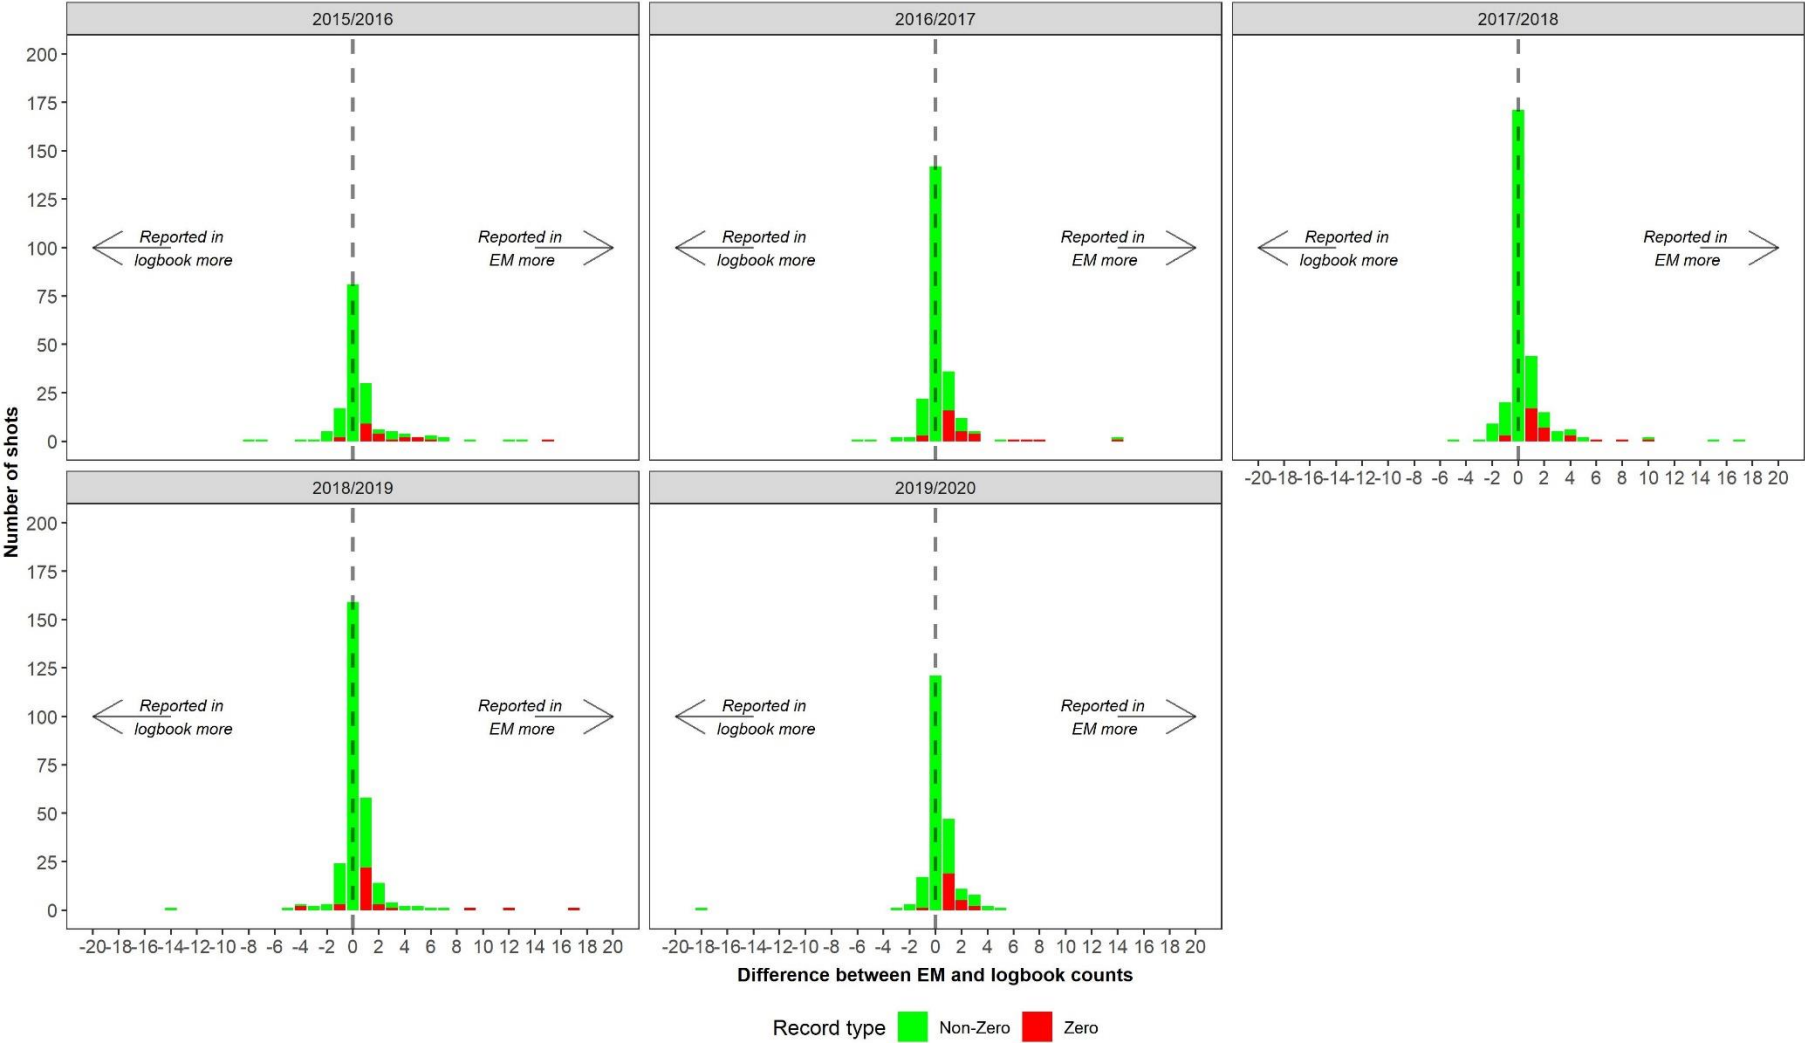 2015/2016
2016/2017
2017/2018
200
175
150
125
100
75
50
25
0
Reported in
logbook more
Reported in
EM more
Reported in
logbook more
Reported in
EM more
Reported in
logbook more
Reported in
EM more
-20 -18 -16 -14 -12 -10 -8 -6 -4 -2 0 2 4 6 8 10 12 14 16 18 20
Number of shots
2018/2019
2019/2020
200
175
150
125
100
75
50
25
0
Reported in
logbook more
Reported in
EM more
Reported in
logbook more
Reported in
EM more
-20 -18 -16 -14 -12 -10 -8 -6 -4 -2 0 2 4 6 8 10 12 14 16 18 20
-20 -18 -16 -14 -12 -10 -8 -6 -4 -2 0 2 4 6 8 10 12 14 16 18 20
Difference between EM and logbook counts
Record type Non-Zero Zero